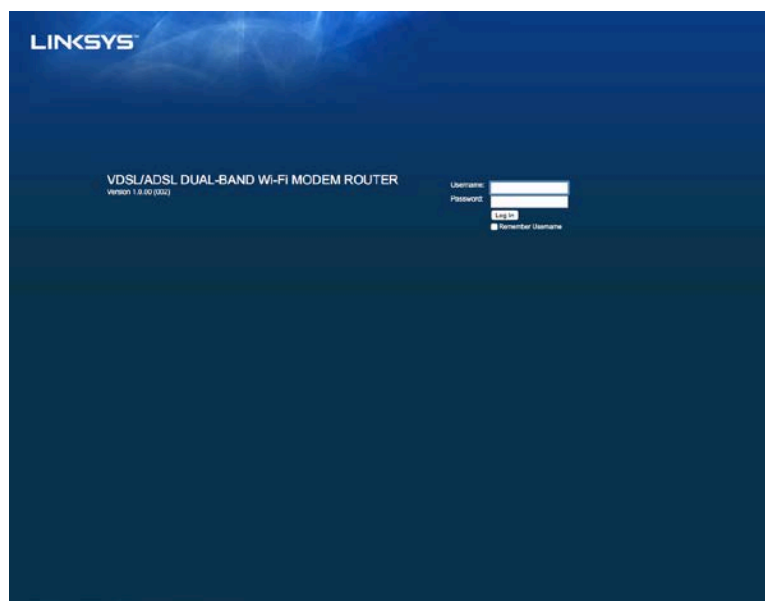 LINKSYS™
VDSL/ADSL DUAL-BAND Wi-Fi MODEM ROUTER
Version 1.0.00 (002)
Username:
Password:
Log In
Remember Username